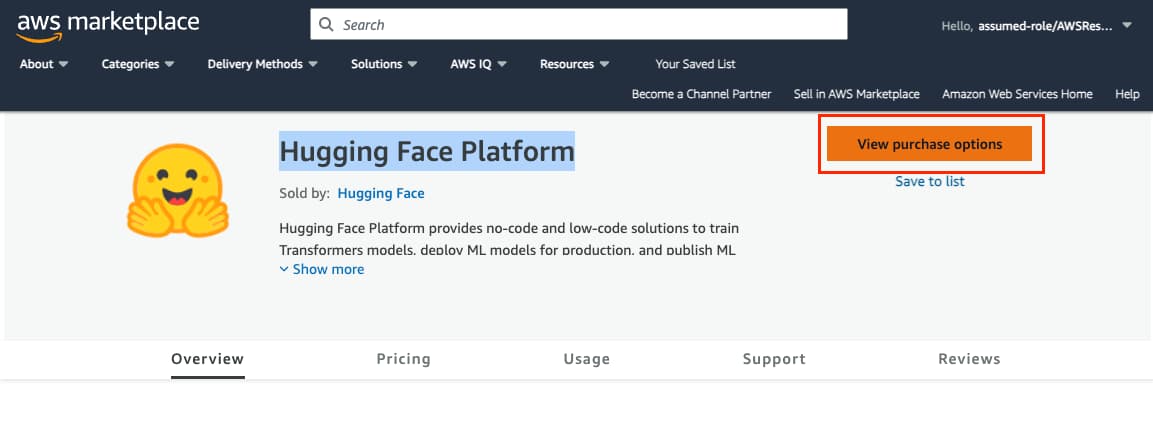 aws marketplace
Search
Hello, assumed-role/AWSRes...
About Categories Delivery Methods Solutions AWS IQ Resources Your Saved List
Become a Channel Partner Sell in AWS Marketplace Amazon Web Services Home Help
Hugging Face Platform
View purchase options
Save to list
Sold by: Hugging Face
Hugging Face Platform provides no-code and low-code solutions to train
Transformers models, deploy ML models for production, and publish ML
Show more
Overview Pricing Usage Support Reviews